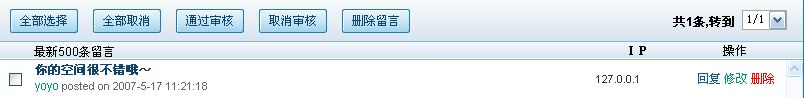 全部选择 全部取消 通过审核 取消审核 删除留言 共1条,转到 1/1
最新500条留言 I P 操作
你的空间很不错哦～
yoyo posted on 2007-5-17 11:21:18 127.0.0.1 回复 修改 删除